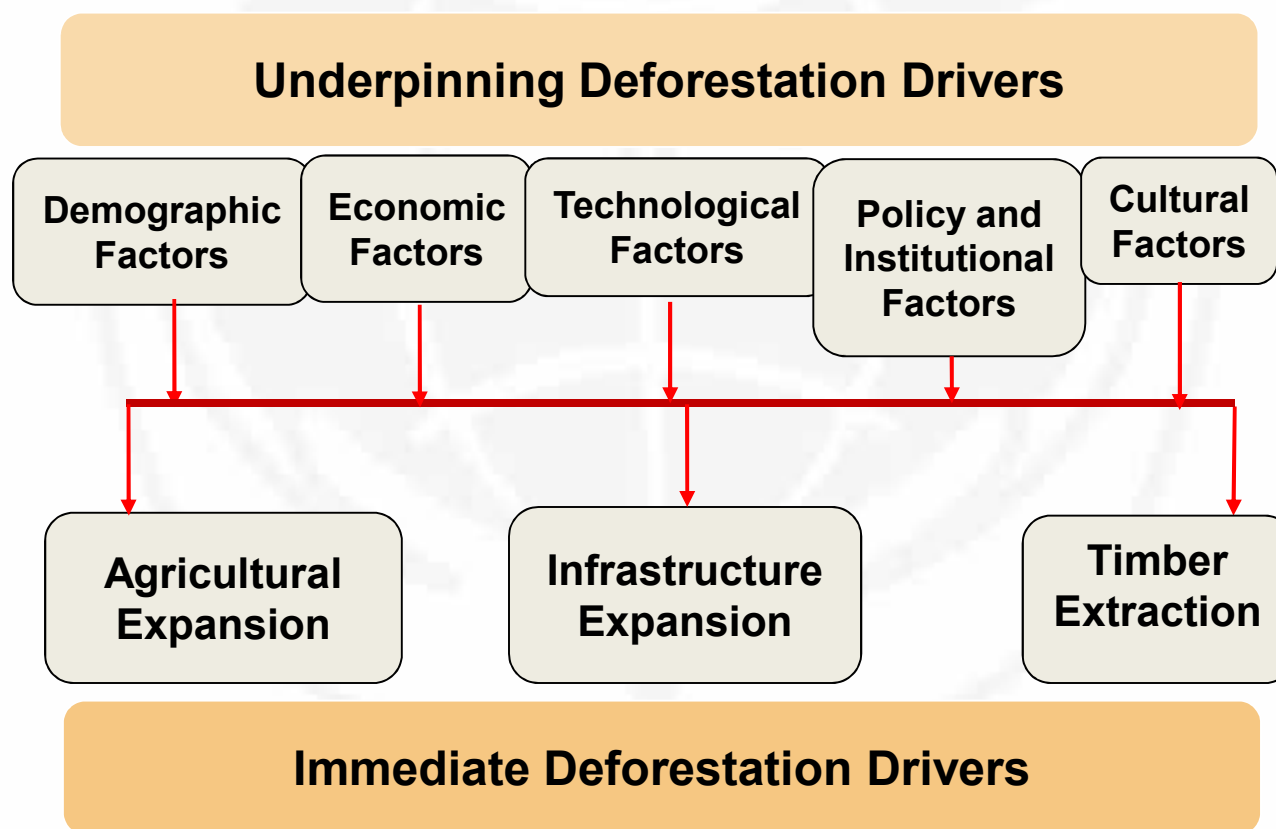 Underpinning Deforestation Drivers
Demographic
Factors
Economic
Factors
Technological
Factors
Policy and
Institutional
Factors
Cultural
Factors
Agricultural
Expansion
Infrastructure
Expansion
Timber
Extraction
Immediate Deforestation Drivers